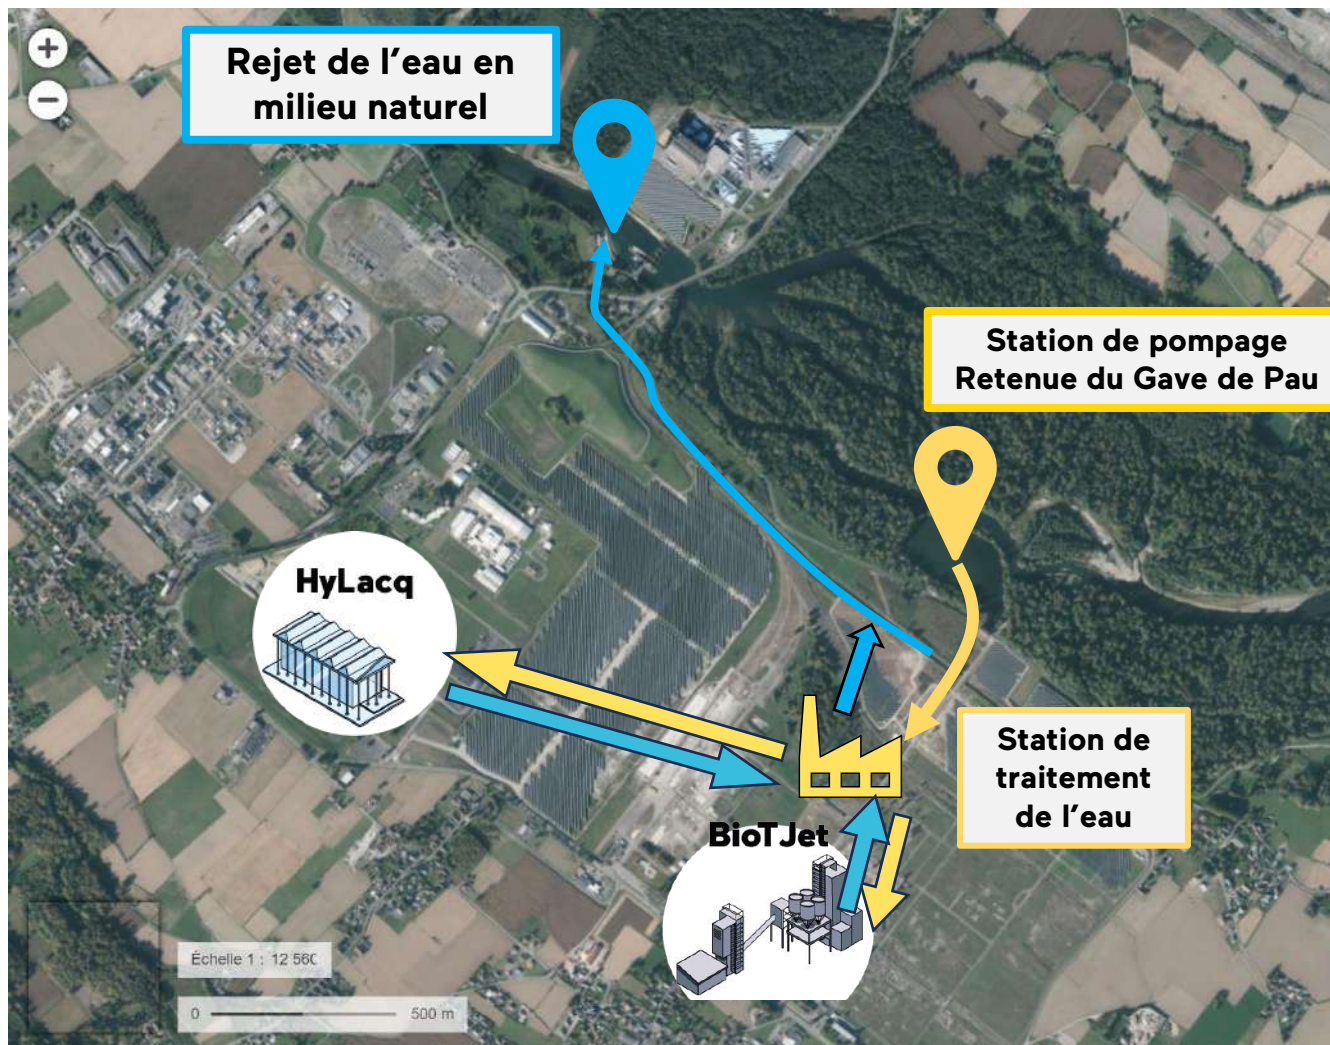 +
−
Rejet de l'eau en
milieu naturel
Station de pompage
Retenue du Gave de Pau
HyLacq
Station de
traitement
de l'eau
BioTJet
Échelle 1 : 12 560
0 500 m